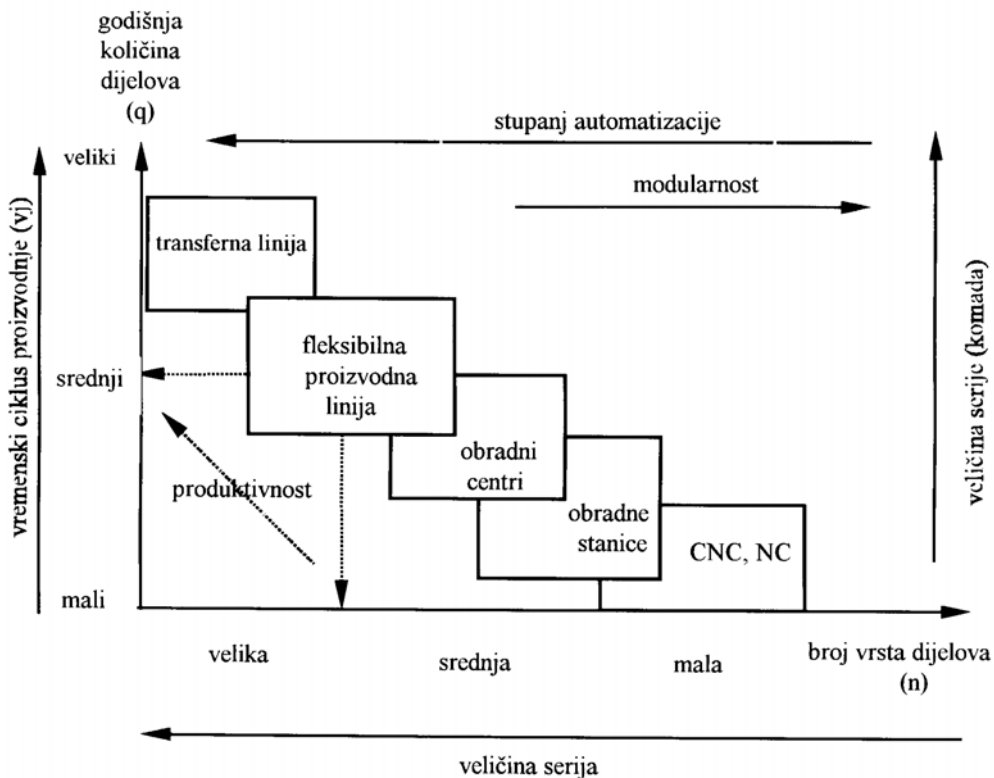 godišnja
količina
dijelova
(q)
stupanj automatizacije
veliki
modularnost
transferna linija
vremenski ciklus proizvodnje (vj)
veličina serije (komada)
fleksibilna
proizvodna
linija
srednji
obradni
centri
produktivnost
obradne
stanice
CNC, NC
mali
velika
srednja
mala
broj vrsta dijelova
(n)
veličina serija